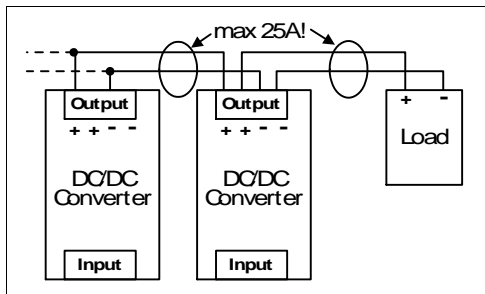 max 25A!
Output
+ + - -
Output
+ + - -
+ -
Load
DC/DC
Converter
DC/DC
Converter
Input
Input